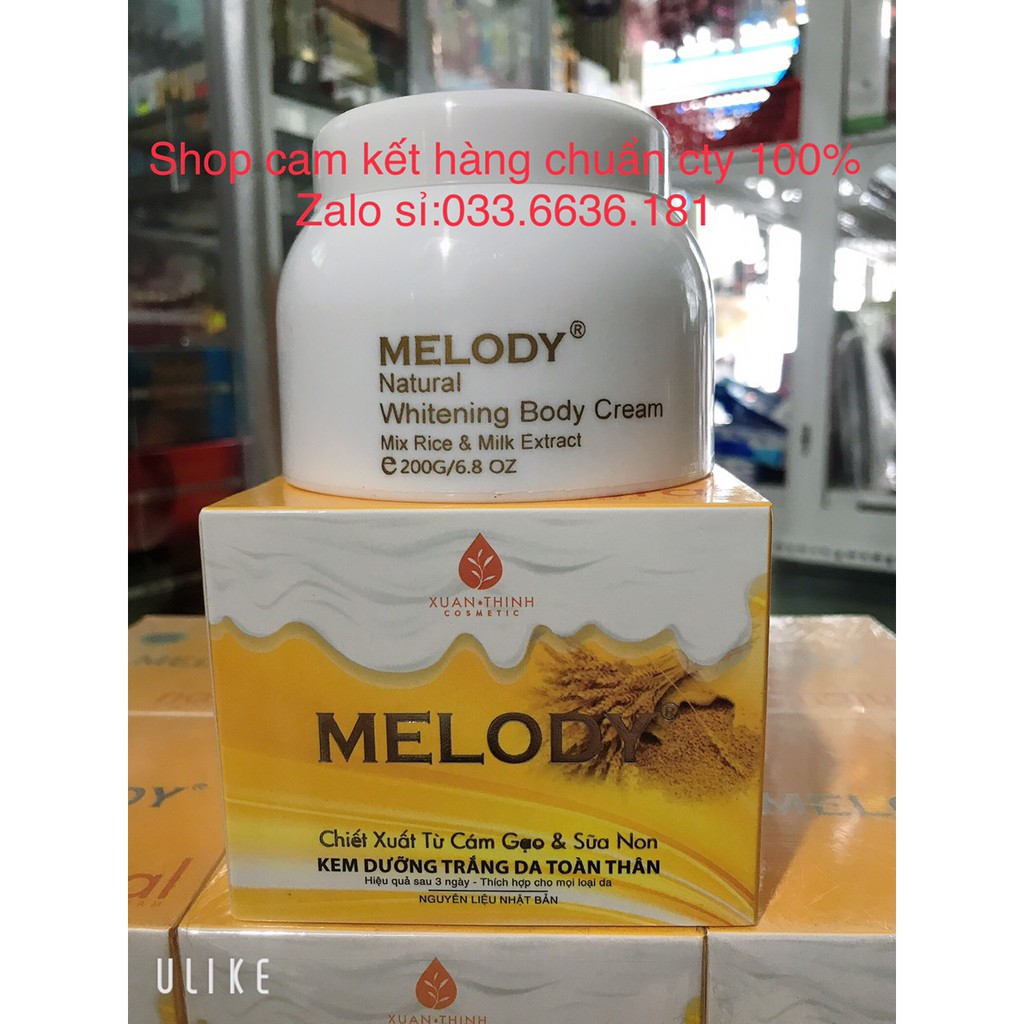 Shop cam kết hàng chuẩn cty 100%
Zalo sỉ:033.6636.181
MELODY®
Natural
Whitening Body Cream
Mix Rice & Milk Extract
e 200G/6.8 OZ
XUAN THINH
COSMETIC
MELODY®
Chiết Xuất Từ Cám Gạo & Sữa Non
KEM DƯỠNG TRẮNG DA TOÀN THÂN
Hiệu quả sau 3 ngày - Thích hợp cho mọi loại da
NGUYÊN LIỆU NHẬT BẢN
ULIKE
XUAN THINH